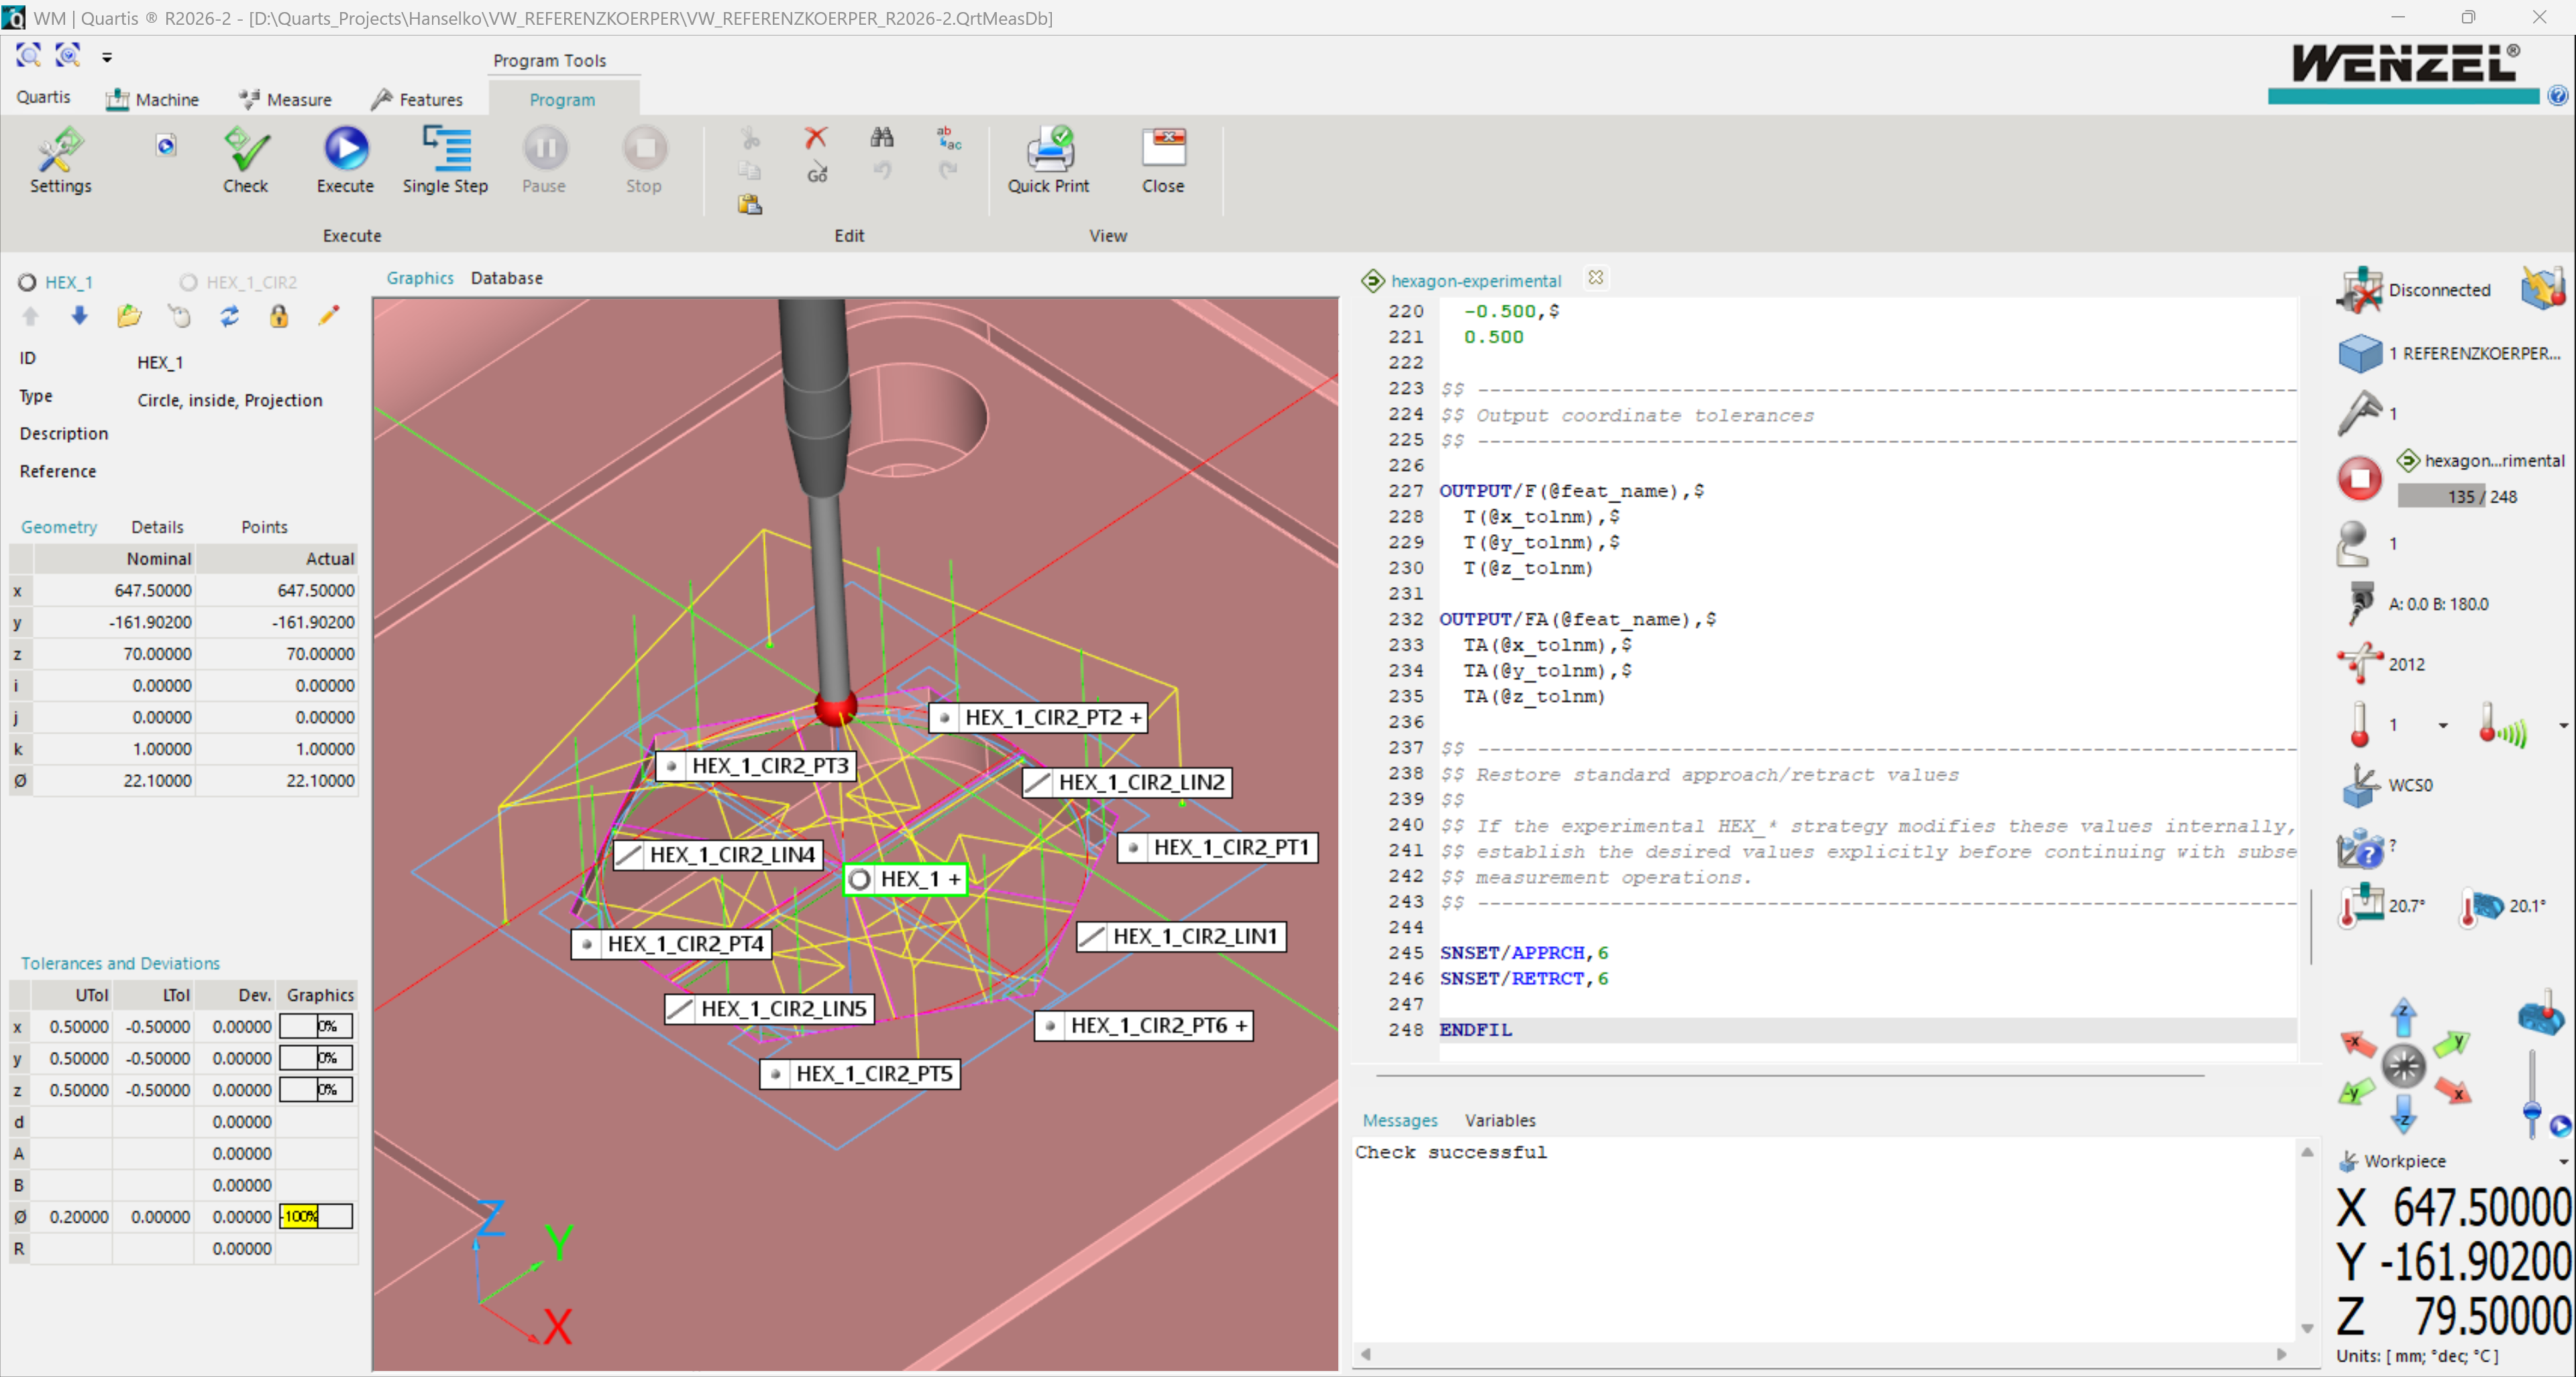 WM | Quartis ® R2026-2 - [D:\Quarts_Projects\Hanselko\VW_REFERENZKOERPER\VW_REFERENZKOERPER_R2026-2.QrtMeasDb]
Program Tools
WENZEL®
Quartis Machine Measure Features Program
Settings Check Execute Single Step Pause Stop GO ab ac Quick Print Close
Execute Edit View
HEX_1 HEX_1_CIR2
ID HEX_1
Type Circle, inside, Projection
Description
Reference
Geometry Details Points
Nominal Actual
x 647.50000 647.50000
y -161.90200 -161.90200
z 70.00000 70.00000
i 0.00000 0.00000
j 0.00000 0.00000
k 1.00000 1.00000
Ø 22.10000 22.10000
Tolerances and Deviations
UTol LTol Dev. Graphics
x 0.50000 -0.50000 0.00000 0%
y 0.50000 -0.50000 0.00000 0%
z 0.50000 -0.50000 0.00000 0%
d 0.00000
A 0.00000
B 0.00000
Ø 0.20000 0.00000 0.00000 -100%
R 0.00000
Graphics Database
HEX_1_CIR2_PT2 +
HEX_1_CIR2_PT3
HEX_1_CIR2_LIN2
HEX_1_CIR2_PT1
HEX_1_CIR2_LIN4
HEX_1 +
HEX_1_CIR2_LIN1
HEX_1_CIR2_PT4
HEX_1_CIR2_LIN5
HEX_1_CIR2_PT6 +
HEX_1_CIR2_PT5
Z
Y
X
hexagon-experimental
220 -0.500,$
221 0.500
222
223 $$ --------------------------------------------------------------------
224 $$ Output coordinate tolerances
225 $$ --------------------------------------------------------------------
226
227 OUTPUT/F(@feat_name),$
228 T(@x_tolnm),$
229 T(@y_tolnm),$
230 T(@z_tolnm)
231
232 OUTPUT/FA(@feat_name),$
233 TA(@x_tolnm),$
234 TA(@y_tolnm),$
235 TA(@z_tolnm)
236
237 $$ --------------------------------------------------------------------
238 $$ Restore standard approach/retract values
239 $$
240 $$ If the experimental HEX_* strategy modifies these values internally,
241 $$ establish the desired values explicitly before continuing with subse
242 $$ measurement operations.
243 $$ --------------------------------------------------------------------
244
245 SNSET/APPRCH,6
246 SNSET/RETRCT,6
247
248 ENDFIL
Messages Variables
Check successful
Disconnected
1 REFERENZKOERPER...
1
hexagon...rimental
135 / 248
1
A: 0.0 B: 180.0
2012
1
WCS0
?
20.7° 20.1°
z
-x y
-y x
-z
Workpiece
X 647.50000
Y -161.90200
Z 79.50000
Units: [ mm; °dec; °C ]